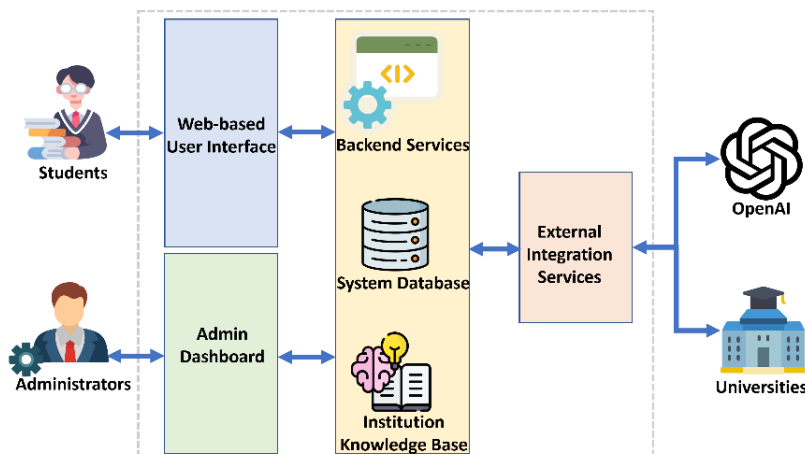 Students
Web-based
User Interface
Backend Services
System Database
External
Integration
Services
OpenAI
Administrators
Admin
Dashboard
Institution
Knowledge Base
Universities